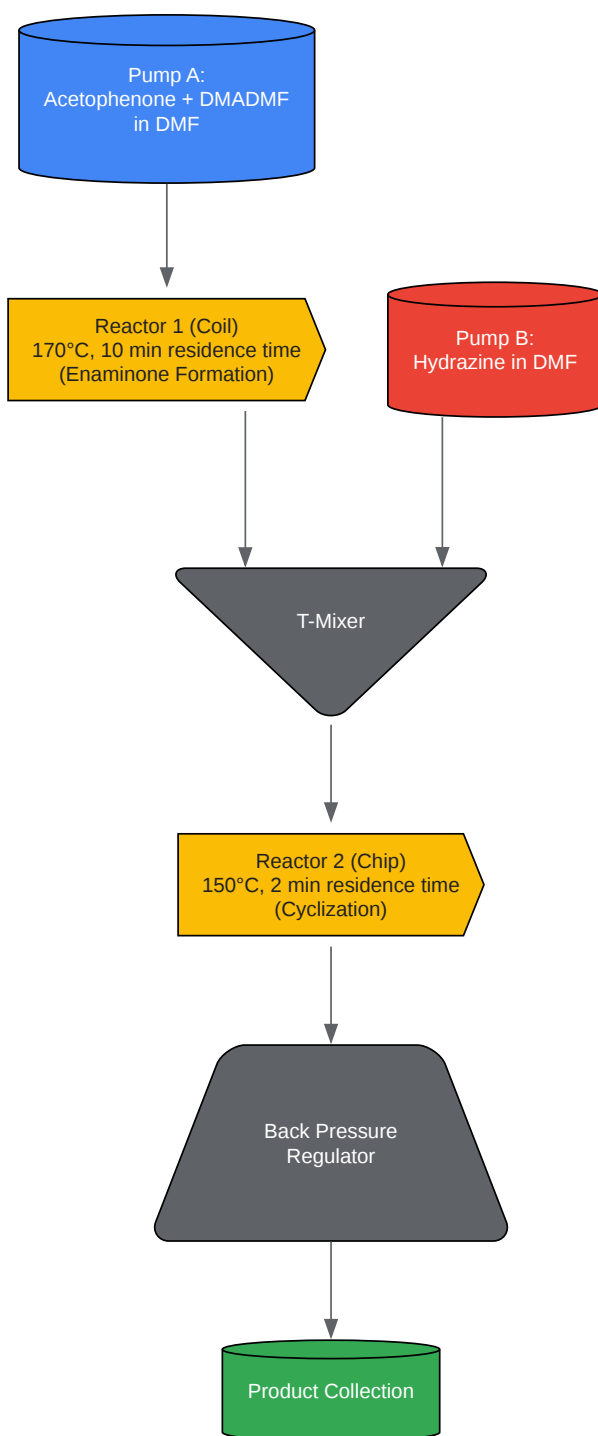 Pump A:
Acetophenone + DMADMF
in DMF
Reactor 1 (Coil)
170°C, 10 min residence time
(Enaminone Formation)
Pump B:
Hydrazine in DMF
T-Mixer
Reactor 2 (Chip)
150°C, 2 min residence time
(Cyclization)
Back Pressure
Regulator
Product Collection